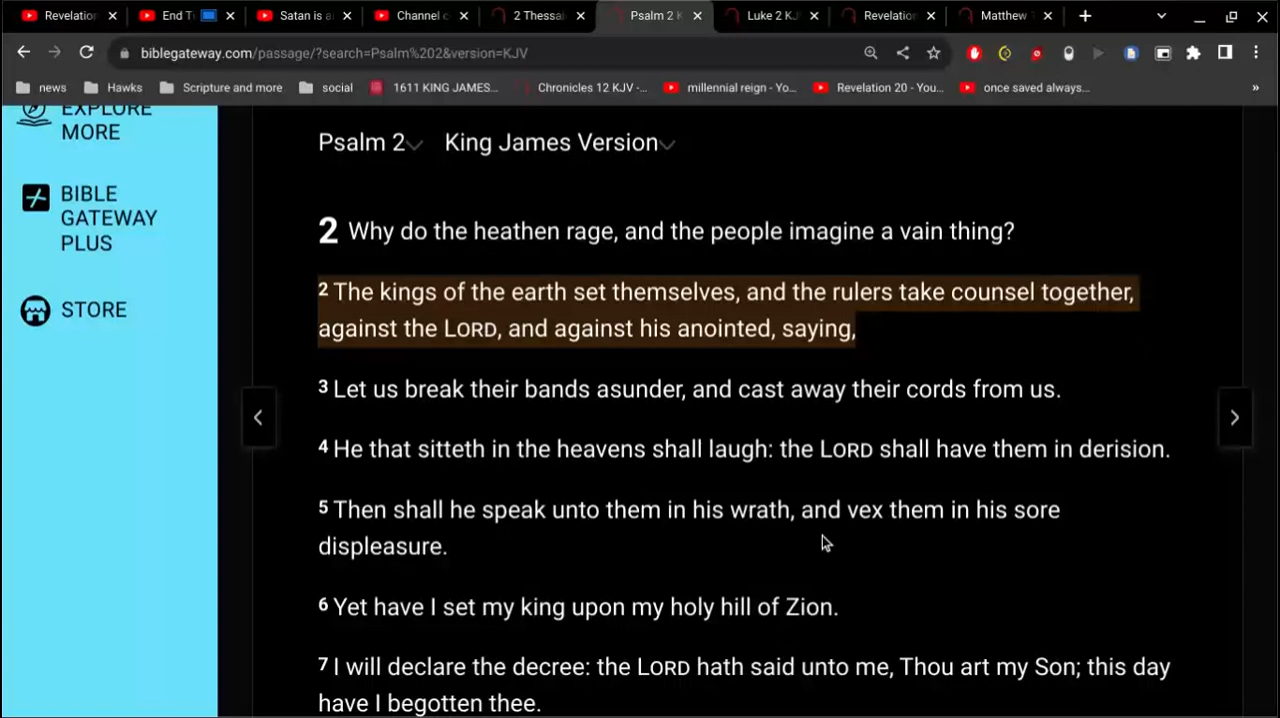 Revelation
End T
Satan is a
Channel c
2 Thessal
Psalm 2 K
Luke 2 KJ
Revelation
Matthew
biblegateway.com/passage/?search=Psalm%202&version=KJV
news
Hawks
Scripture and more
social
1611 KING JAMES...
Chronicles 12 KJV -...
millennial reign - Yo...
Revelation 20 - You...
once saved always...
»
EXPLORE
MORE
BIBLE
GATEWAY
PLUS
STORE
Psalm 2 King James Version
2 Why do the heathen rage, and the people imagine a vain thing?
2 The kings of the earth set themselves, and the rulers take counsel together,
against the LORD, and against his anointed, saying,
3 Let us break their bands asunder, and cast away their cords from us.
4 He that sitteth in the heavens shall laugh: the LORD shall have them in derision.
5 Then shall he speak unto them in his wrath, and vex them in his sore
displeasure.
6 Yet have I set my king upon my holy hill of Zion.
7 I will declare the decree: the LORD hath said unto me, Thou art my Son; this day
have I begotten thee.